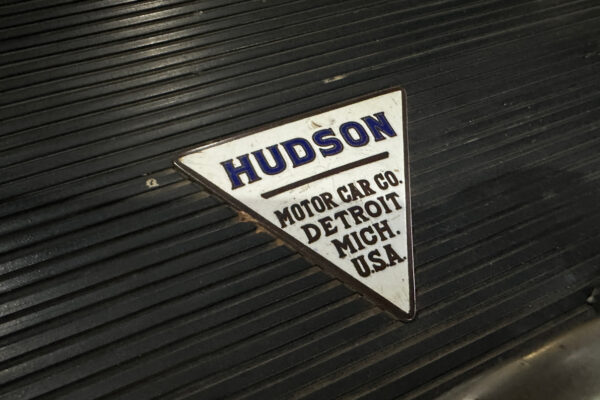 HUDSON
MOTOR CAR CO.
DETROIT
MICH.
U.S.A.